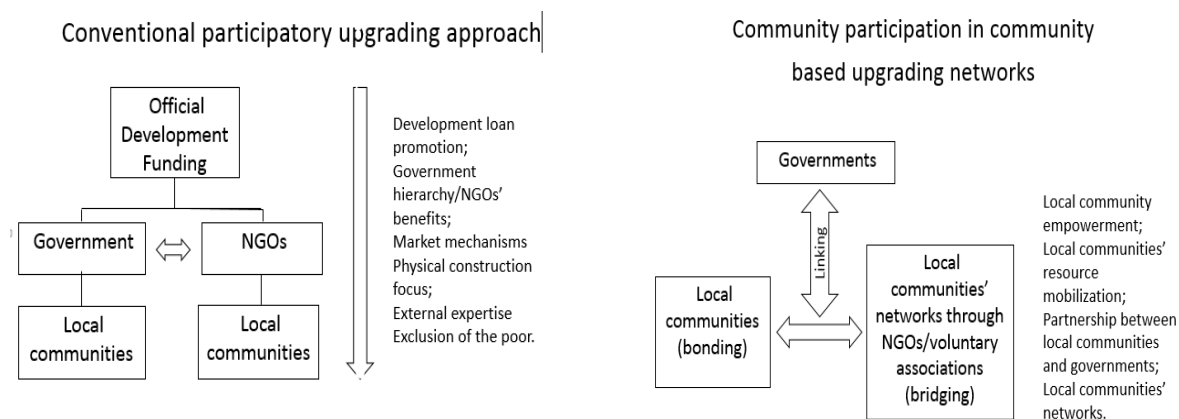 Conventional participatory upgrading approach
Official
Development
Funding
Government
NGOs
Local
communities
Local
communities
Development loan
promotion;
Government
hierarchy/NGOs’
benefits;
Market mechanisms
Physical construction
focus;
External expertise
Exclusion of the poor.
Community participation in community
based upgrading networks
Governments
Linking
Local
communities
(bonding)
Local
communities’
networks through
NGOs/voluntary
associations
(bridging)
Local community
empowerment;
Local communities’
resource
mobilization;
Partnership between
local communities
and governments;
Local communities’
networks.